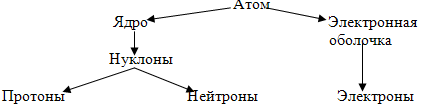 Атом
Ядро
Электронная
оболочка
Нуклоны
Протоны
Нейтроны
Электроны